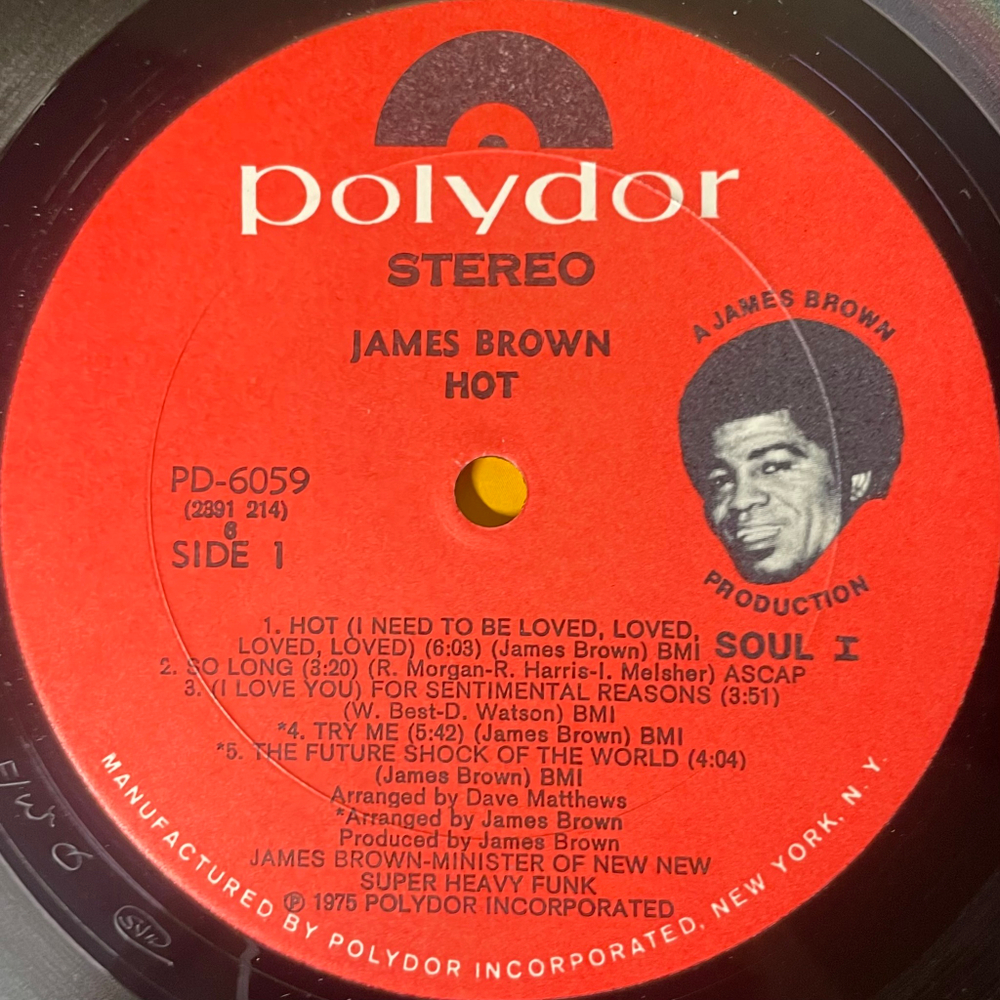 polydor
STEREO
JAMES BROWN
HOT
A JAMES BROWN
PRODUCTION
SOUL I
PD-6059
(2391 214)
6
SIDE 1
1. HOT (I NEED TO BE LOVED, LOVED,
LOVED, LOVED) (6:03) (James Brown) BMI
2. SO LONG (3:20) (R. Morgan-R. Harris-I. Melsher) ASCAP
3. (I LOVE YOU) FOR SENTIMENTAL REASONS (3:51)
(W. Best-D. Watson) BMI
*4. TRY ME (5:42) (James Brown) BMI
*5. THE FUTURE SHOCK OF THE WORLD (4:04)
(James Brown) BMI
Arranged by Dave Matthews
*Arranged by James Brown
Produced by James Brown
JAMES BROWN-MINISTER OF NEW NEW
SUPER HEAVY FUNK
℗ 1975 POLYDOR INCORPORATED
MANUFACTURED BY POLYDOR INCORPORATED, NEW YORK, N. Y.